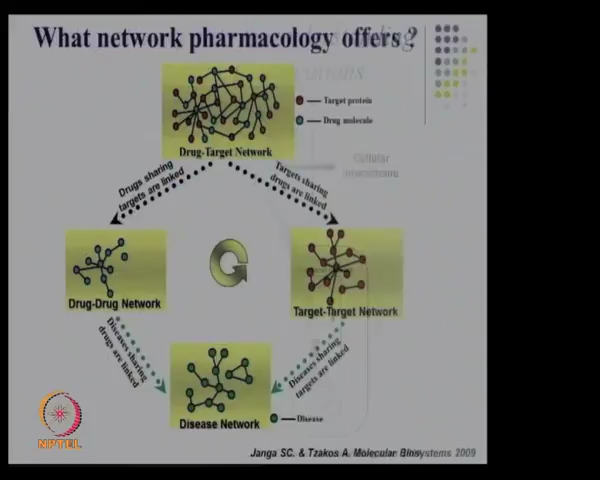 What network pharmacology offers ?
Target protein
Drug molecule
Drug-Target Network
Drugs sharing
targets are linked
Targets sharing
drugs are linked
Cellular
Drug-Drug Network
Target-Target Network
Diseases sharing
drugs are linked
Diseases sharing
targets are linked
Disease Network
Disease
NPTEL
Janga SC. & Tzakos A. Molecular Biosystems 2009